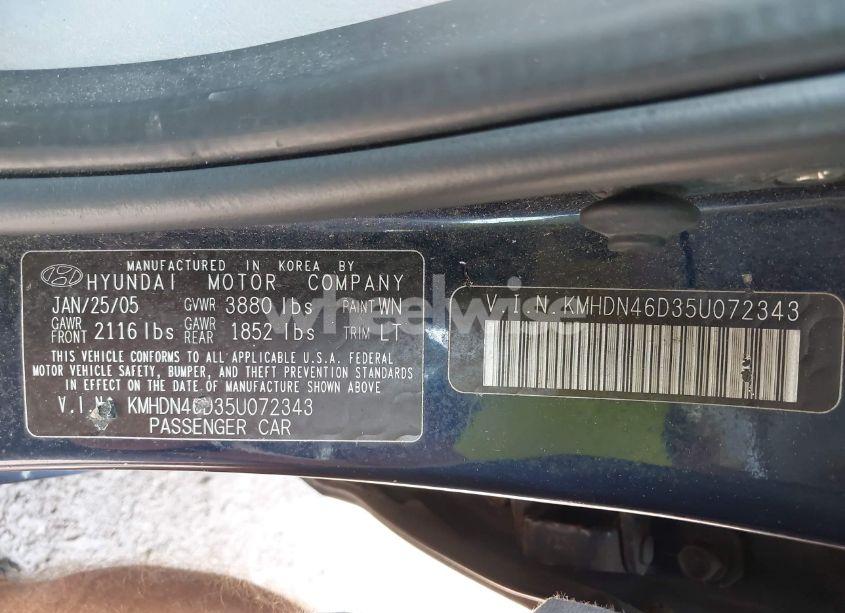 MANUFACTURED IN KOREA BY
HYUNDAI MOTOR COMPANY
JAN/25/05 GVWR 3880 lbs PAINT WN
GAWR FRONT 2116 lbs GAWR REAR 1852 lbs TRIM LT
THIS VEHICLE CONFORMS TO ALL APPLICABLE U.S.A. FEDERAL
MOTOR VEHICLE SAFETY, BUMPER, AND THEFT PREVENTION STANDARDS
IN EFFECT ON THE DATE OF MANUFACTURE SHOWN ABOVE
V.I.N. KMHDN46D35U072343
PASSENGER CAR
V.I.N. KMHDN46D35U072343
wheelwise